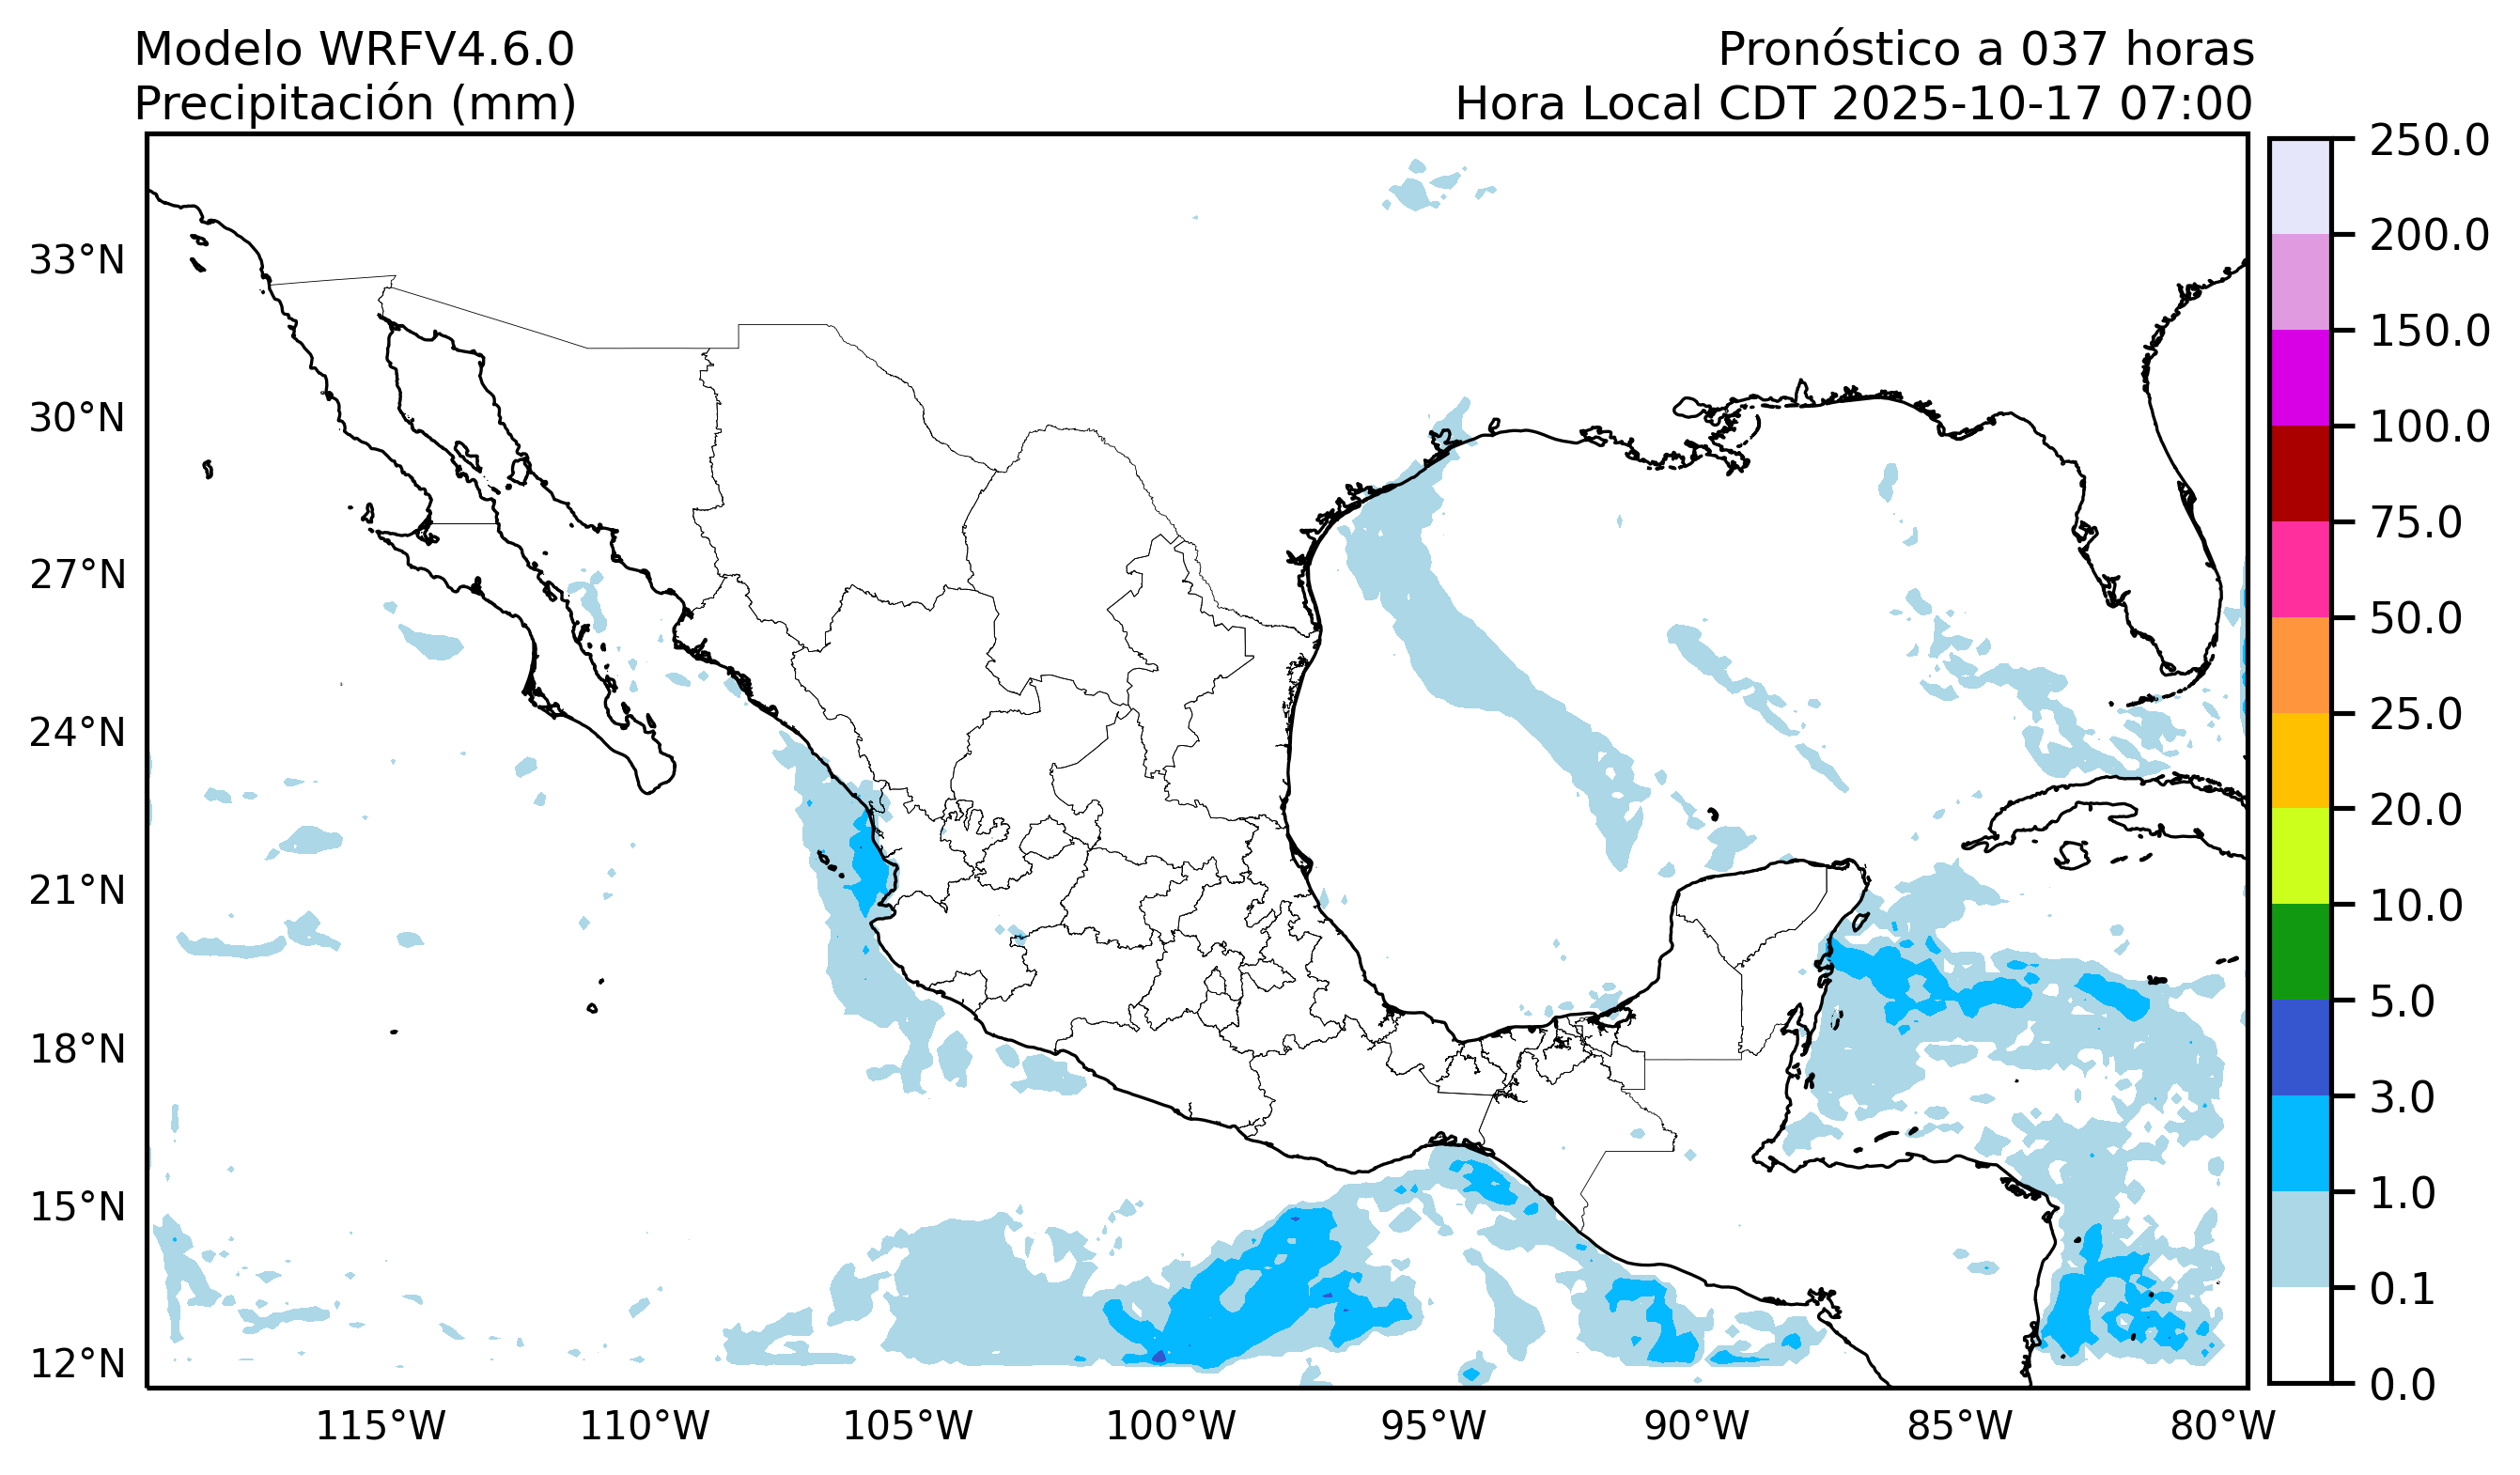 Modelo WRFV4.6.0
Precipitación (mm)
Pronóstico a 037 horas
Hora Local CDT 2025-10-17 07:00
33°N
30°N
27°N
24°N
21°N
18°N
15°N
12°N
115°W
110°W
105°W
100°W
95°W
90°W
85°W
80°W
250.0
200.0
150.0
100.0
75.0
50.0
25.0
20.0
10.0
5.0
3.0
1.0
0.1
0.0